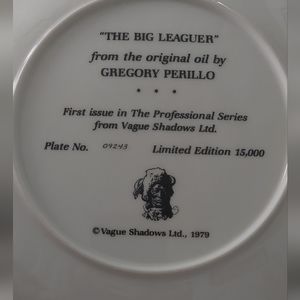 "THE BIG LEAGUER"
from the original oil by
GREGORY PERILLO
* * *
First issue in The Professional Series
from Vague Shadows Ltd.
Plate No. 09243 Limited Edition 15,000
© Vague Shadows Ltd., 1979